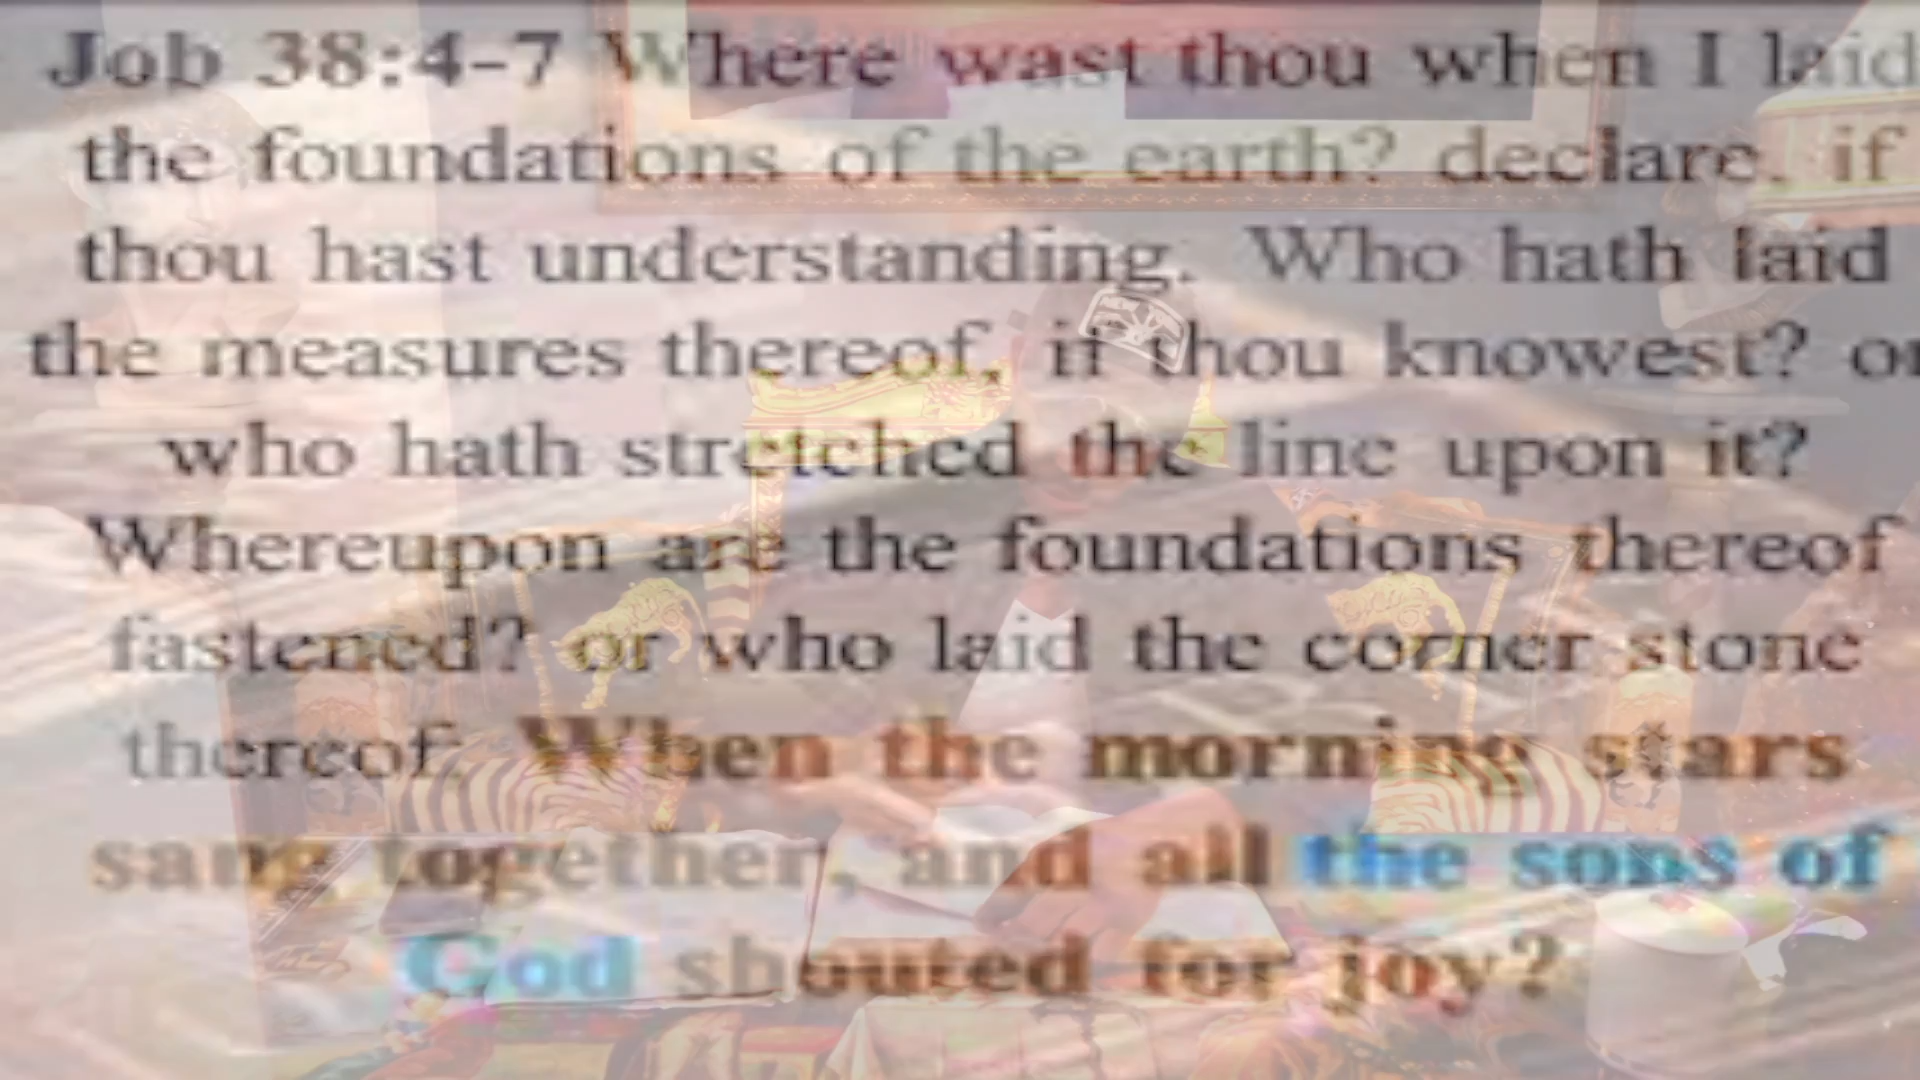 Job 38:4-7 Where wast thou when I laid
the foundations of the earth? declare, if
thou hast understanding. Who hath laid
the measures thereof, if thou knowest? or
who hath stretched the line upon it?
Whereupon are the foundations thereof
fastened? or who laid the corner stone
thereof; When the morning stars
sang together, and all the sons of
God shouted for joy?
NEW